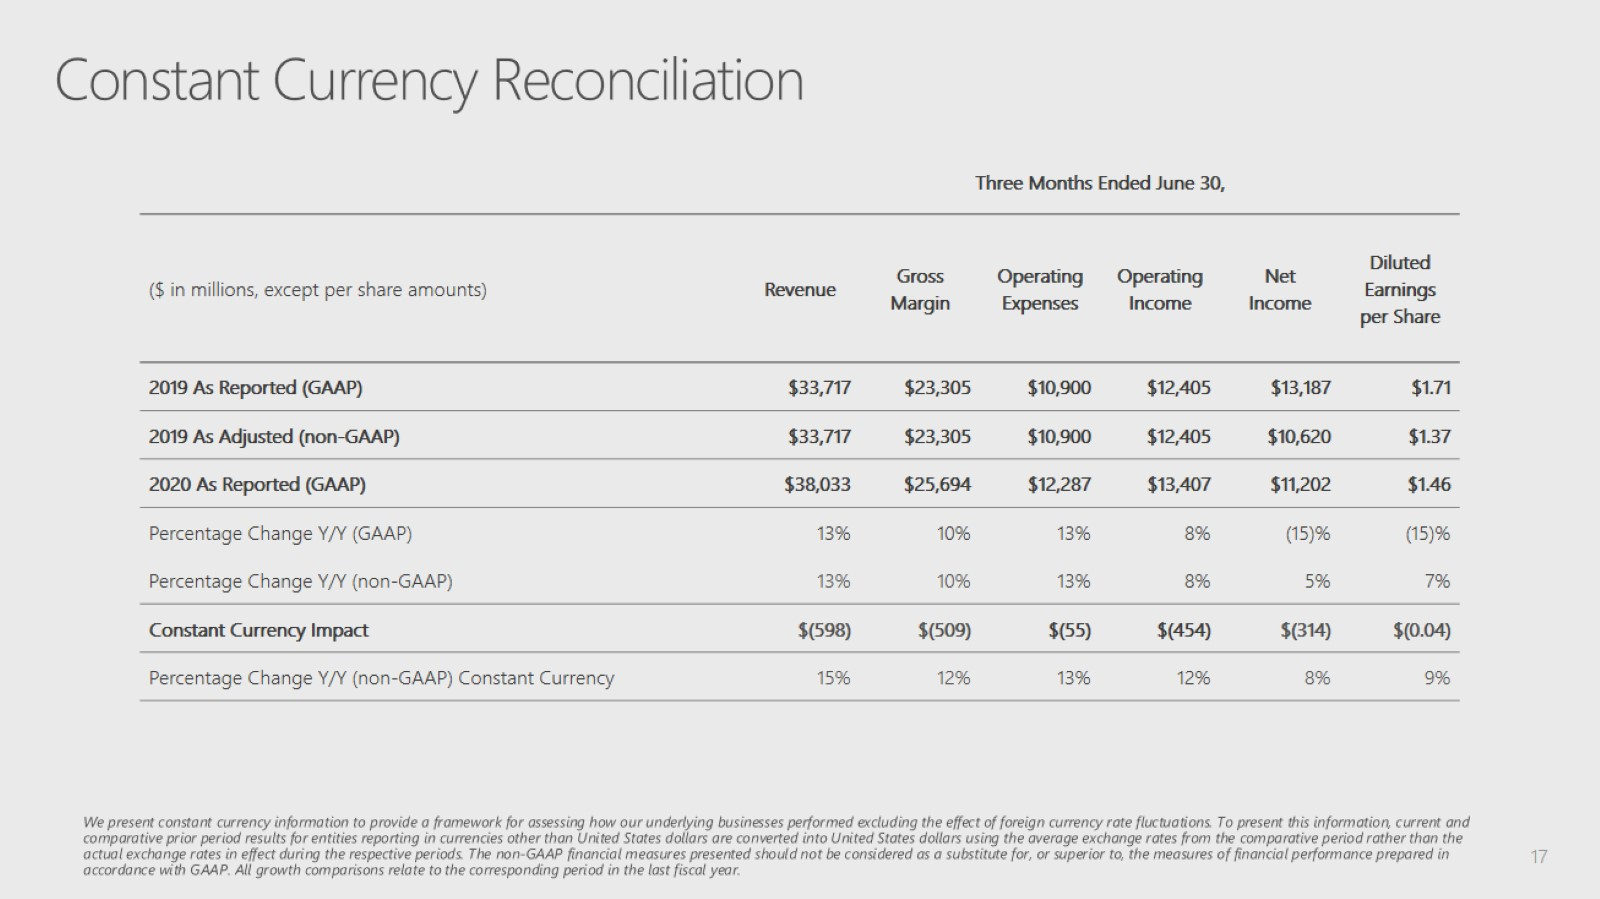 Constant Currency Reconciliation
Three Months Ended June 30,
($ in millions, except per share amounts) Revenue Gross Margin Operating Expenses Operating Income Net Income Diluted Earnings per Share
2019 As Reported (GAAP) $33,717 $23,305 $10,900 $12,405 $13,187 $1.71
2019 As Adjusted (non-GAAP) $33,717 $23,305 $10,900 $12,405 $10,620 $1.37
2020 As Reported (GAAP) $38,033 $25,694 $12,287 $13,407 $11,202 $1.46
Percentage Change Y/Y (GAAP) 13% 10% 13% 8% (15)% (15)%
Percentage Change Y/Y (non-GAAP) 13% 10% 13% 8% 5% 7%
Constant Currency Impact $(598) $(509) $(55) $(454) $(314) $(0.04)
Percentage Change Y/Y (non-GAAP) Constant Currency 15% 12% 13% 12% 8% 9%
We present constant currency information to provide a framework for assessing how our underlying businesses performed excluding the effect of foreign currency rate fluctuations. To present this information, current and
comparative prior period results for entities reporting in currencies other than United States dollars are converted into United States dollars using the average exchange rates from the comparative period rather than the
actual exchange rates in effect during the respective periods. The non-GAAP financial measures presented should not be considered as a substitute for, or superior to, the measures of financial performance prepared in
accordance with GAAP. All growth comparisons relate to the corresponding period in the last fiscal year.
17